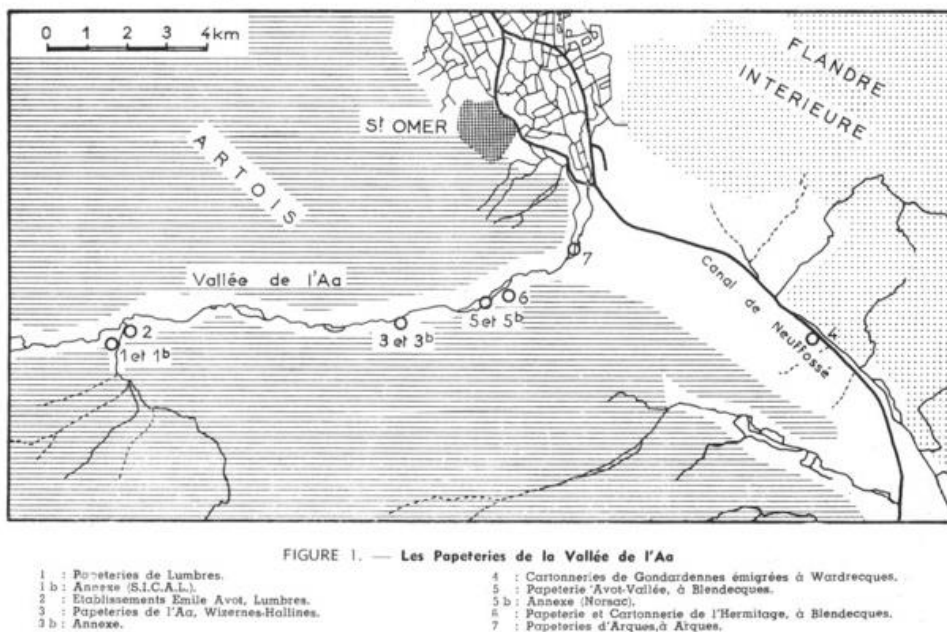 0 2 4 km
FLANDRE
INTERIEURE
St OMER
ARTOIS
Vallée de l'Aa
7
6
5 et 5b
Canal de Neuffossé
4
2
3 et 3b
1 et 1b
FIGURE 1. — Les Papeteries de la Vallée de l'Aa
1 : Papeteries de Lumbres.
1 b : Annexe (S.I.C.A.L.).
2 : Etablissements Emile Avot, Lumbres.
3 : Papeteries de l'Aa, Wizernes-Hallines.
3 b : Annexe.
4 : Cartonneries de Gondardennes émigrées à Wardrecques.
5 : Papeterie Avot-Vallée, à Blendecques.
5 b : Annexe (Norsac).
6 : Papeterie et Cartonnerie de l'Hermitage, à Blendecques.
7 : Papeteries d'Arques, à Arques.